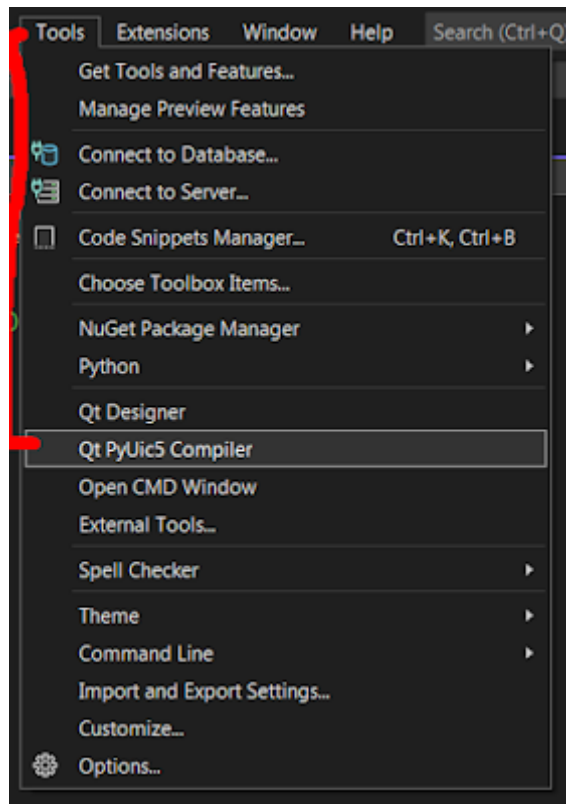 Tools Extensions Window Help Search (Ctrl+Q)
Get Tools and Features...
Manage Preview Features
Connect to Database...
Connect to Server...
Code Snippets Manager... Ctrl+K, Ctrl+B
Choose Toolbox Items...
NuGet Package Manager
Python
Qt Designer
Qt PyUic5 Compiler
Open CMD Window
External Tools...
Spell Checker
Theme
Command Line
Import and Export Settings...
Customize...
Options...